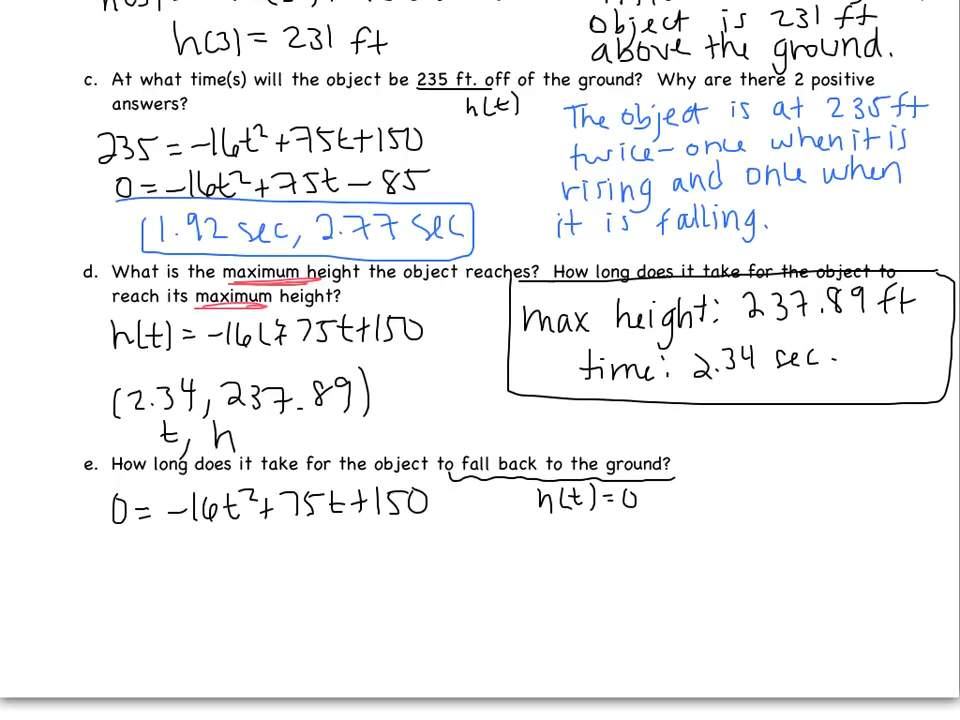 h(3) = 231 ft
object is 231 ft
above the ground.
c. At what time(s) will the object be 235 ft. off of the ground? Why are there 2 positive
answers?
h(t)
235 = -16t²+75t+150
0 = -16t²+75t - 85
1.92 sec, 2.77 sec
The object is at 235ft
twice - once when it is
rising and once when
it is falling.
d. What is the maximum height the object reaches? How long does it take for the object to
reach its maximum height?
h(t) = -16t²+75t+150
(2.34, 237.89)
t, h
max height: 237.89 ft
time: 2.34 sec.
e. How long does it take for the object to fall back to the ground?
0 = -16t²+75t+150
h(t)=0